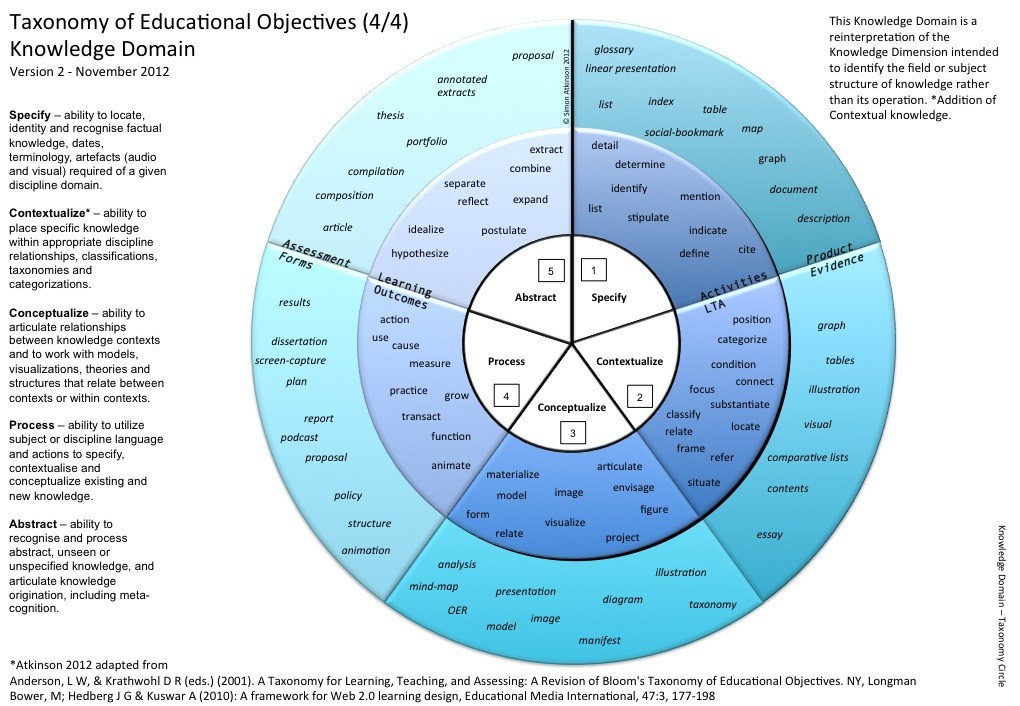 Taxonomy of Educational Objectives (4/4)
Knowledge Domain
Version 2 - November 2012
Specify – ability to locate,
identity and recognise factual
knowledge, dates,
terminology, artefacts (audio
and visual) required of a given
discipline domain.
Contextualize* – ability to
place specific knowledge
within appropriate discipline
relationships, classifications,
taxonomies and
categorizations.
Conceptualize – ability to
articulate relationships
between knowledge contexts
and to work with models,
visualizations, theories and
structures that relate between
contexts or within contexts.
Process – ability to utilize
subject or discipline language
and actions to specify,
contextualise and
conceptualize existing and
new knowledge.
Abstract – ability to
recognise and process
abstract, unseen or
unspecified knowledge, and
articulate knowledge
origination, including meta-
cognition.
This Knowledge Domain is a
reinterpretation of the
Knowledge Dimension intended
to identify the field or subject
structure of knowledge rather
than its operation. *Addition of
Contextual knowledge.
© Simon Atkinson 2012
proposal
annotated
extracts
thesis
portfolio
compilation
composition
article
glossary
linear presentation
list
index
table
social-bookmark
map
graph
document
description
extract
combine
separate
reflect
expand
idealize
postulate
hypothesize
detail
determine
identify
mention
list
stipulate
indicate
define
cite
Assessment
Forms
Learning
Outcomes
Activities
LTA
Product
Evidence
5
Abstract
1
Specify
Process
4
Contextualize
2
Conceptualize
3
results
dissertation
screen-capture
plan
report
podcast
proposal
policy
structure
animation
action
use
cause
measure
practice
grow
transact
function
animate
position
categorize
condition
connect
focus
substantiate
classify
relate
locate
frame
refer
situate
graph
tables
illustration
visual
comparative lists
contents
essay
materialize
articulate
model
image
envisage
form
figure
visualize
relate
project
analysis
illustration
mind-map
presentation
diagram
taxonomy
OER
image
model
manifest
Knowledge Domain – Taxonomy Circle
*Atkinson 2012 adapted from
Anderson, L W, & Krathwohl D R (eds.) (2001). A Taxonomy for Learning, Teaching, and Assessing: A Revision of Bloom's Taxonomy of Educational Objectives. NY, Longman
Bower, M; Hedberg J G & Kuswar A (2010): A framework for Web 2.0 learning design, Educational Media International, 47:3, 177-198